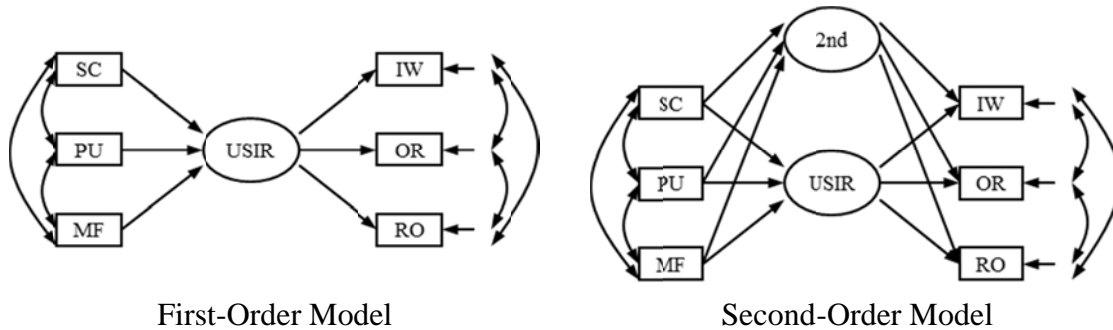 SC
PU
MF
USIR
IW
OR
RO
First-Order Model
2nd
SC
PU
MF
USIR
IW
OR
RO
Second-Order Model